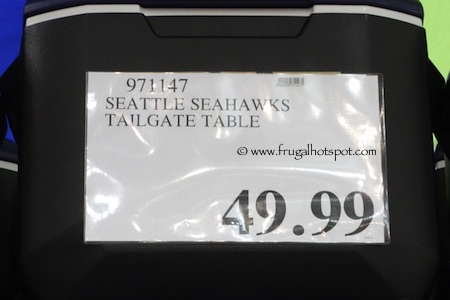 971147
SEATTLE SEAHAWKS
TAILGATE TABLE
© www.frugalhotspot.com
49.99